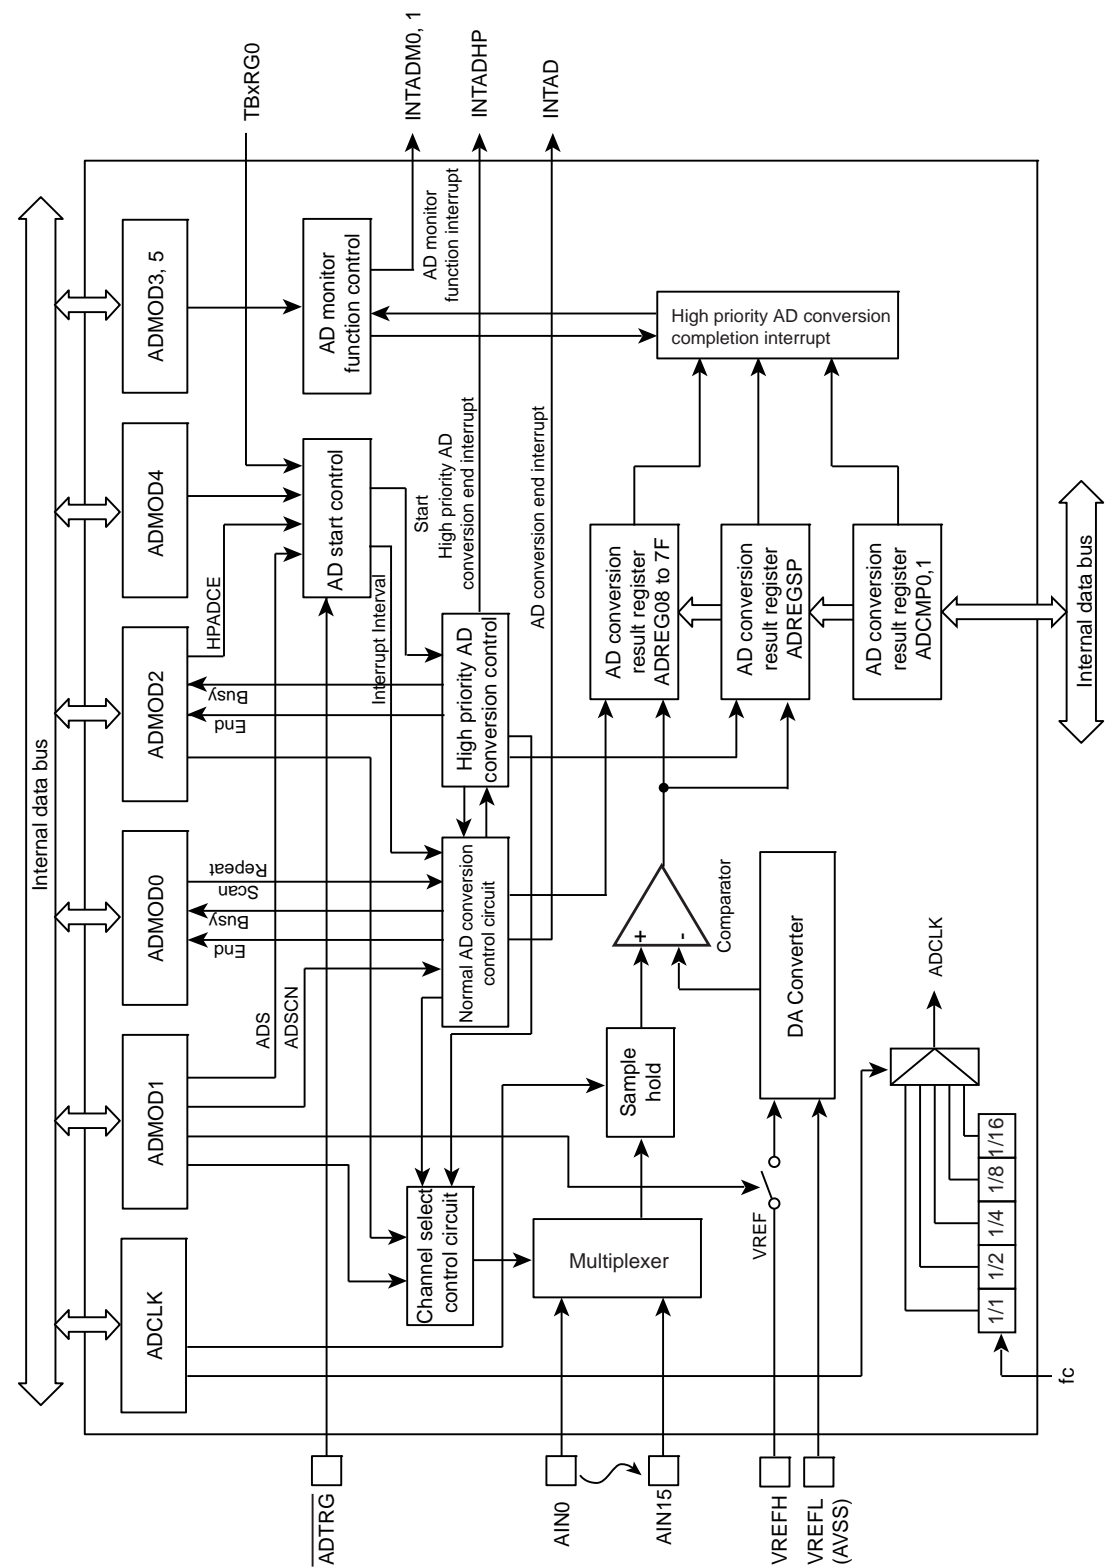 Internal data bus
ADCLK
ADMOD1
ADMOD0
ADMOD2
ADMOD4
ADMOD3, 5
TBxRG0
ADS
ADSCN
End
Busy
Scan
Repeat
End
Busy
HPADCE
ADTRG
AD start control
AD monitor
function control
Interrupt Interval
Start
AD monitor
function interrupt
INTADM0, 1
High priority AD
conversion end interrupt
INTADHP
AD conversion end interrupt
INTAD
Channel select
control circuit
Normal AD conversion
control circuit
High priority AD
conversion control
AIN0
AIN15
Multiplexer
Sample
hold
+
-
Comparator
AD conversion
result register
ADREG08 to 7F
AD conversion
result register
ADREGSP
AD conversion
result register
ADCMP0,1
High priority AD conversion
completion interrupt
VREFH
VREFL
(AVSS)
VREF
DA Converter
ADCLK
1/1
1/2
1/4
1/8
1/16
fc
Internal data bus